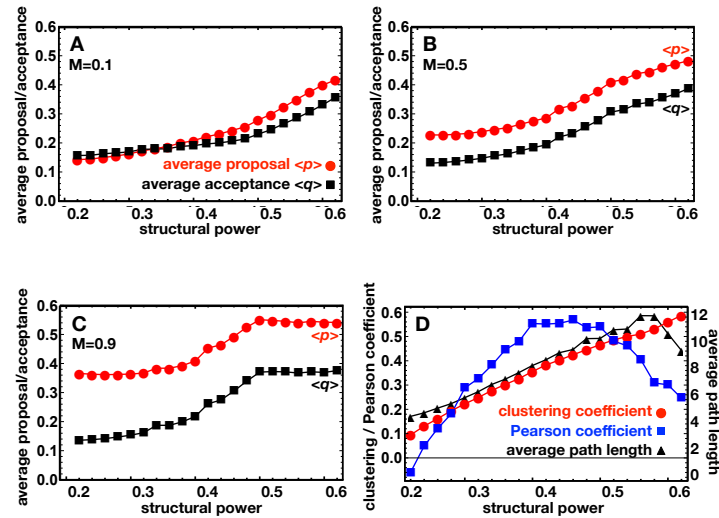 A
M=0.1
average proposal/acceptance
0.6
0.5
0.4
0.3
0.2
0.1
0.0
average proposal <p>
average acceptance <q>
0.2 0.3 0.4 0.5 0.6
structural power
B
M=0.5
average proposal/acceptance
0.6
0.5
0.4
0.3
0.2
0.1
0.0
<p>
<q>
0.2 0.3 0.4 0.5 0.6
structural power
C
M=0.9
average proposal/acceptance
0.6
0.5
0.4
0.3
0.2
0.1
0.0
<p>
<q>
0.2 0.3 0.4 0.5 0.6
structural power
D
clustering / Pearson coefficient
0.6
0.5
0.4
0.3
0.2
0.1
0.0
clustering coefficient
Pearson coefficient
average path length
12
10
8
6
4
2
0
average path length
0.2 0.3 0.4 0.5 0.6
structural power